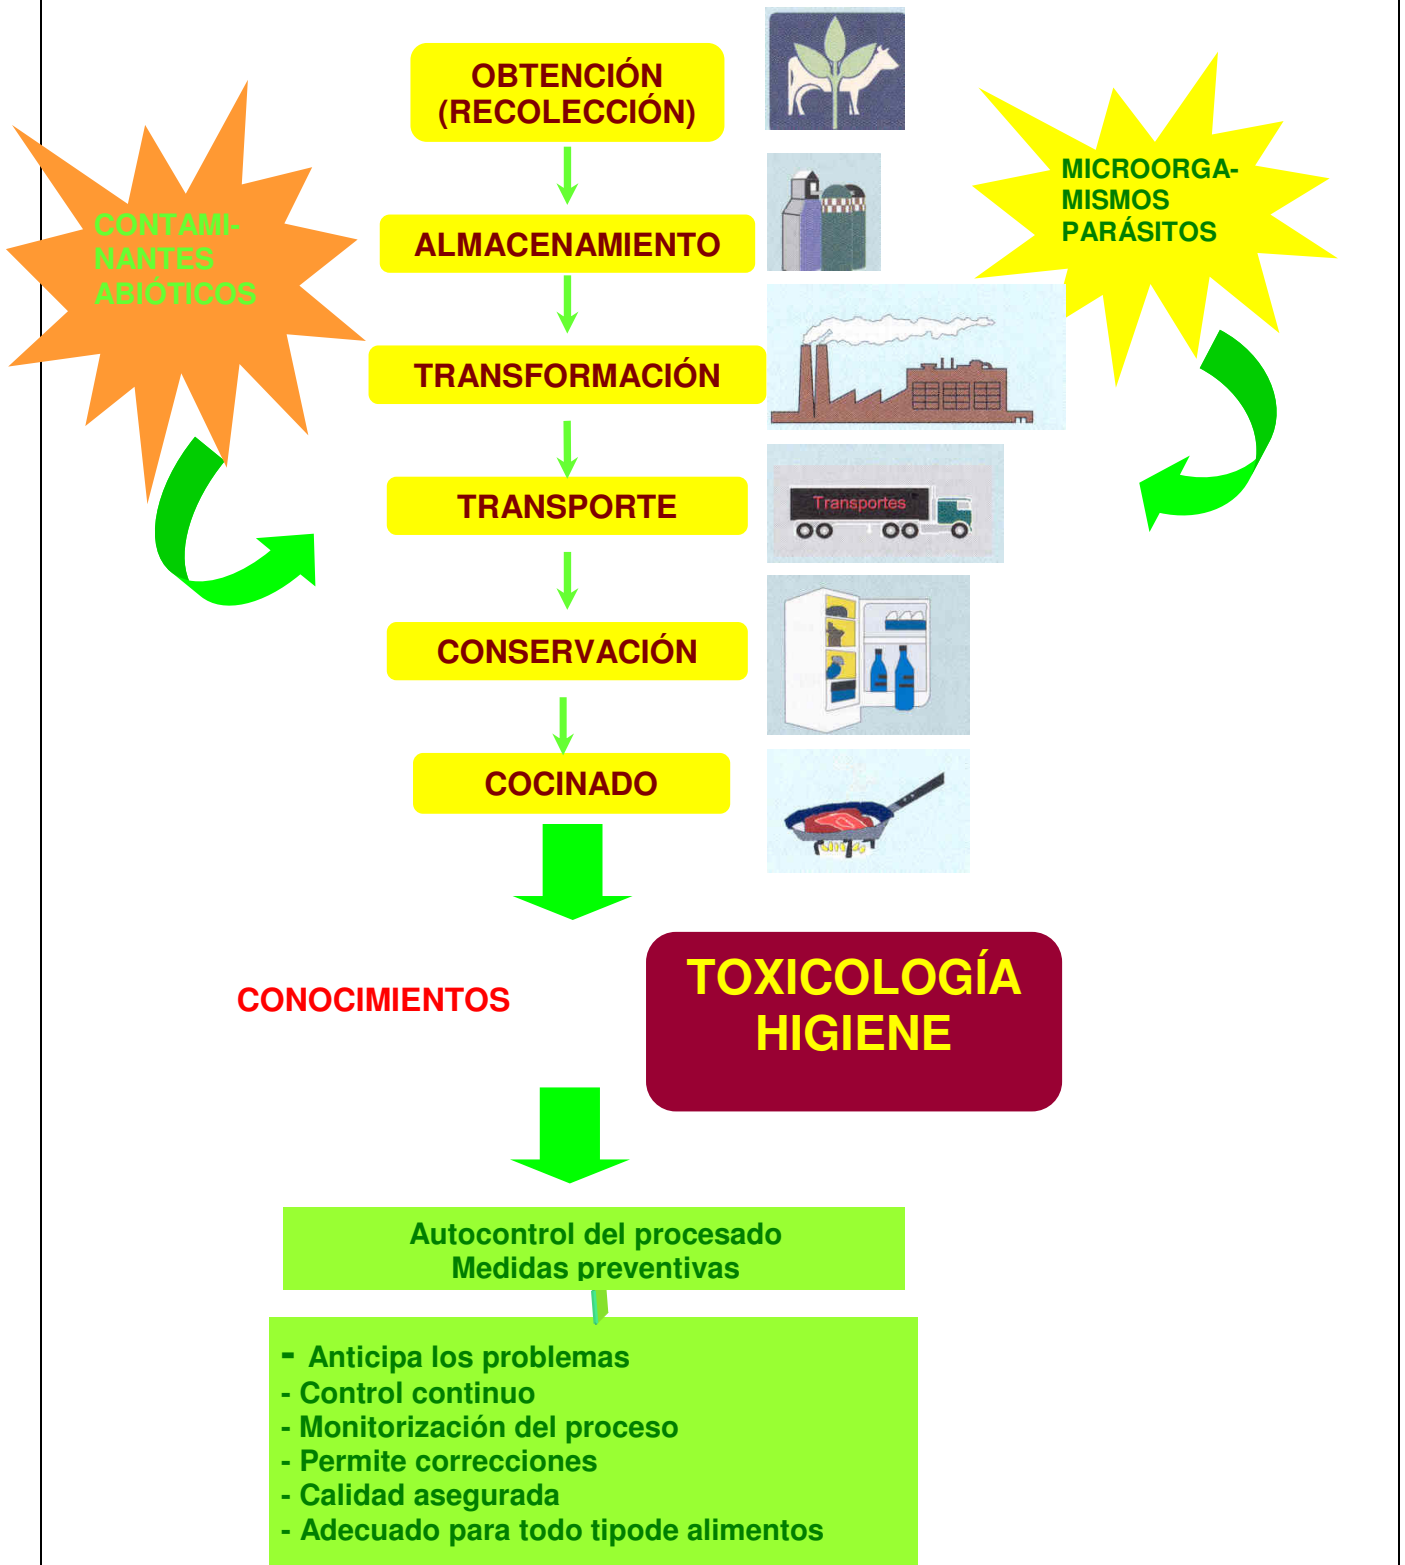 OBTENCIÓN
(RECOLECCIÓN)
CONTAMI-
NANTES
ABIÓTICOS
MICROORGA-
MISMOS
PARÁSITOS
ALMACENAMIENTO
TRANSFORMACIÓN
TRANSPORTE
Transportes
CONSERVACIÓN
COCINADO
CONOCIMIENTOS
TOXICOLOGÍA
HIGIENE
Autocontrol del procesado
Medidas preventivas
- Anticipa los problemas
- Control continuo
- Monitorización del proceso
- Permite correcciones
- Calidad asegurada
- Adecuado para todo tipode alimentos